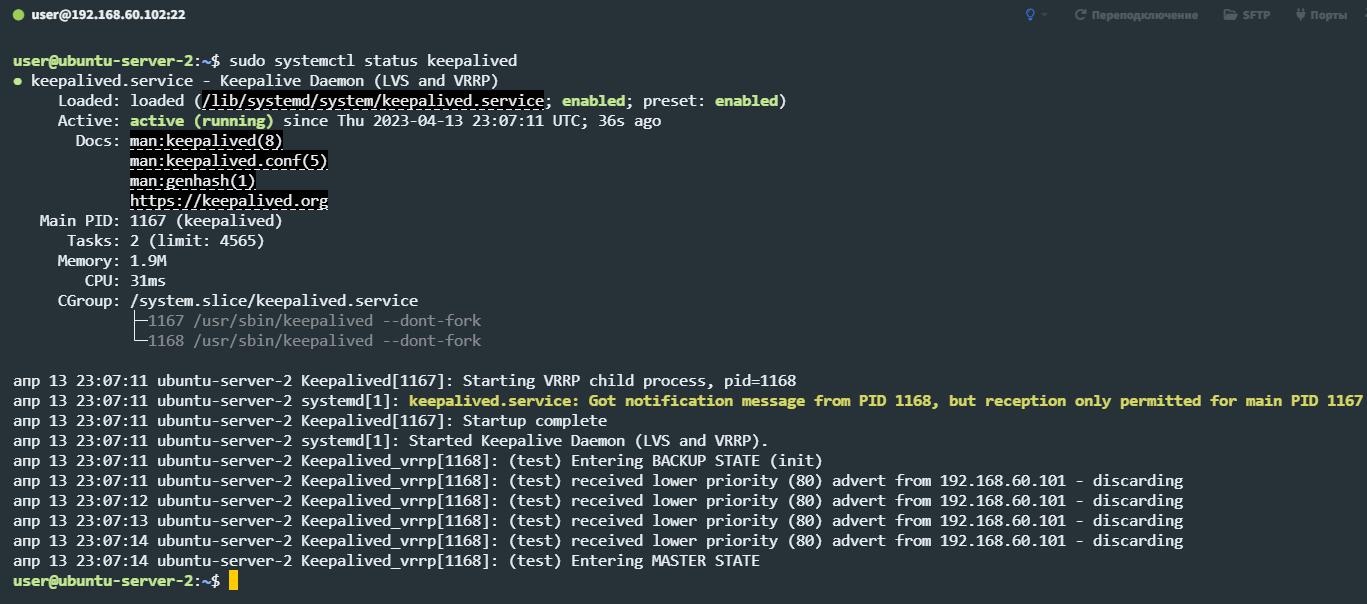 user@192.168.60.102:22
Переподключение SFTP Порты
user@ubuntu-server-2:~$ sudo systemctl status keepalived
● keepalived.service - Keepalive Daemon (LVS and VRRP)
Loaded: loaded (/lib/systemd/system/keepalived.service; enabled; preset: enabled)
Active: active (running) since Thu 2023-04-13 23:07:11 UTC; 36s ago
Docs: man:keepalived(8)
man:keepalived.conf(5)
man:genhash(1)
https://keepalived.org
Main PID: 1167 (keepalived)
Tasks: 2 (limit: 4565)
Memory: 1.9M
CPU: 31ms
CGroup: /system.slice/keepalived.service
├─1167 /usr/sbin/keepalived --dont-fork
└─1168 /usr/sbin/keepalived --dont-fork
апр 13 23:07:11 ubuntu-server-2 Keepalived[1167]: Starting VRRP child process, pid=1168
апр 13 23:07:11 ubuntu-server-2 systemd[1]: keepalived.service: Got notification message from PID 1168, but reception only permitted for main PID 1167
апр 13 23:07:11 ubuntu-server-2 Keepalived[1167]: Startup complete
апр 13 23:07:11 ubuntu-server-2 systemd[1]: Started Keepalive Daemon (LVS and VRRP).
апр 13 23:07:11 ubuntu-server-2 Keepalived_vrrp[1168]: (test) Entering BACKUP STATE (init)
апр 13 23:07:11 ubuntu-server-2 Keepalived_vrrp[1168]: (test) received lower priority (80) advert from 192.168.60.101 - discarding
апр 13 23:07:12 ubuntu-server-2 Keepalived_vrrp[1168]: (test) received lower priority (80) advert from 192.168.60.101 - discarding
апр 13 23:07:13 ubuntu-server-2 Keepalived_vrrp[1168]: (test) received lower priority (80) advert from 192.168.60.101 - discarding
апр 13 23:07:14 ubuntu-server-2 Keepalived_vrrp[1168]: (test) received lower priority (80) advert from 192.168.60.101 - discarding
апр 13 23:07:14 ubuntu-server-2 Keepalived_vrrp[1168]: (test) Entering MASTER STATE
user@ubuntu-server-2:~$